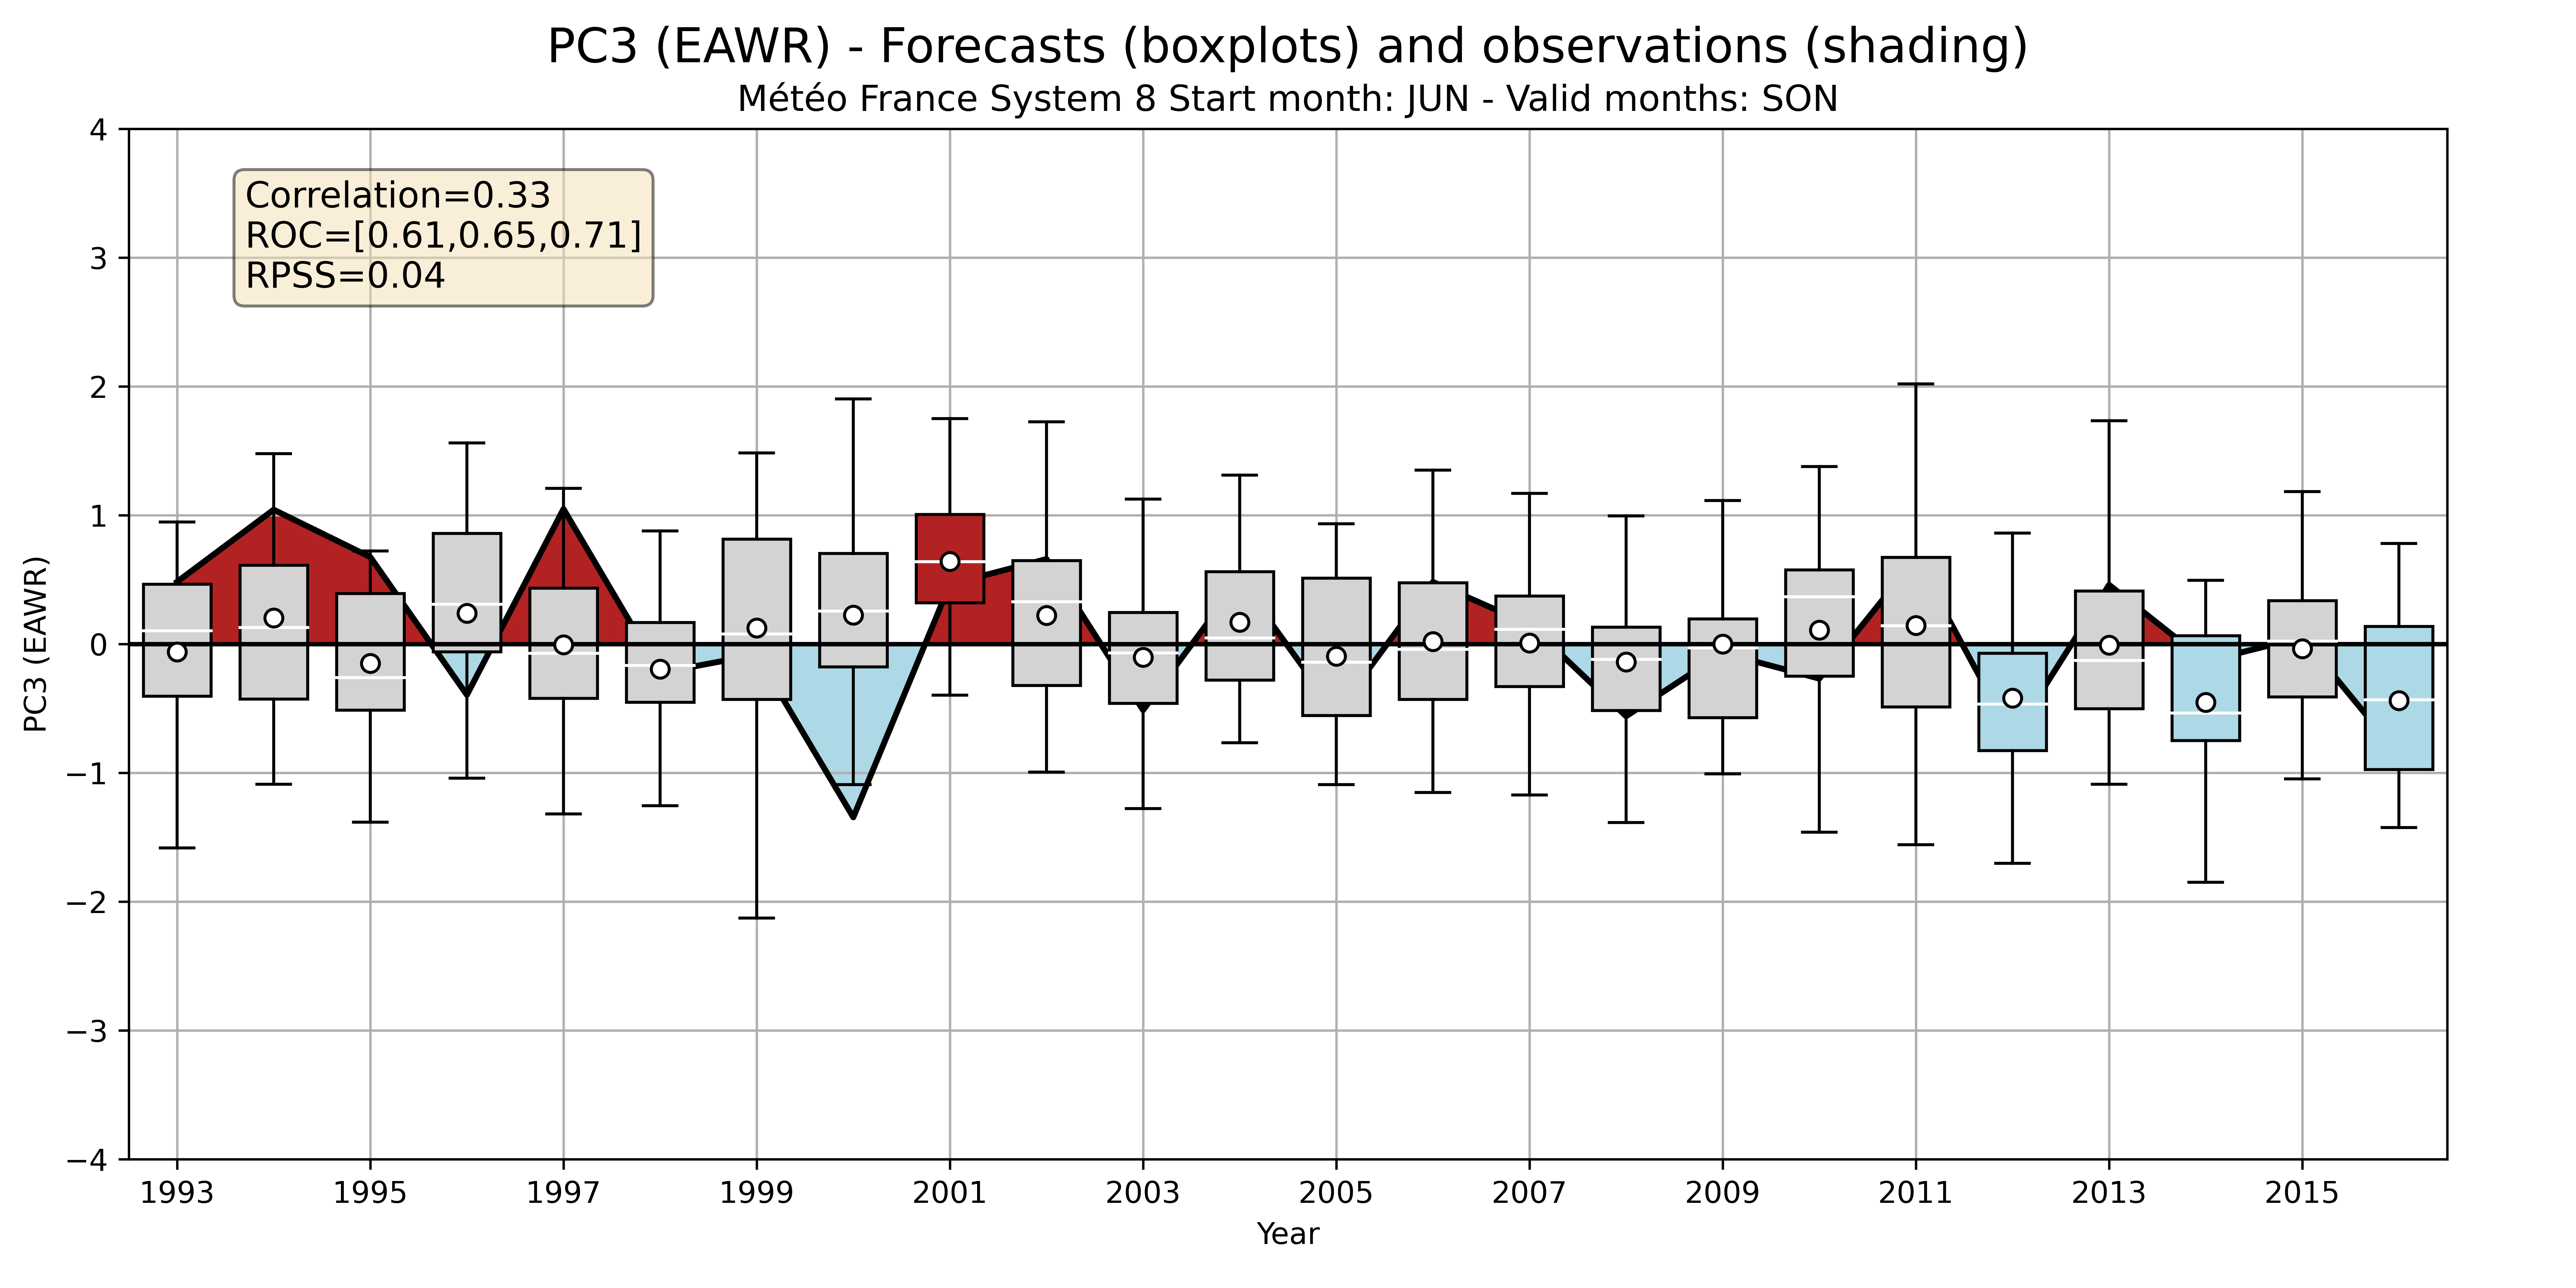 PC3 (EAWR) - Forecasts (boxplots) and observations (shading)
Météo France System 8 Start month: JUN - Valid months: SON
Correlation=0.33
ROC=[0.61,0.65,0.71]
RPSS=0.04
PC3 (EAWR)
4
3
2
1
0
−1
−2
−3
−4
1993 1995 1997 1999 2001 2003 2005 2007 2009 2011 2013 2015
Year